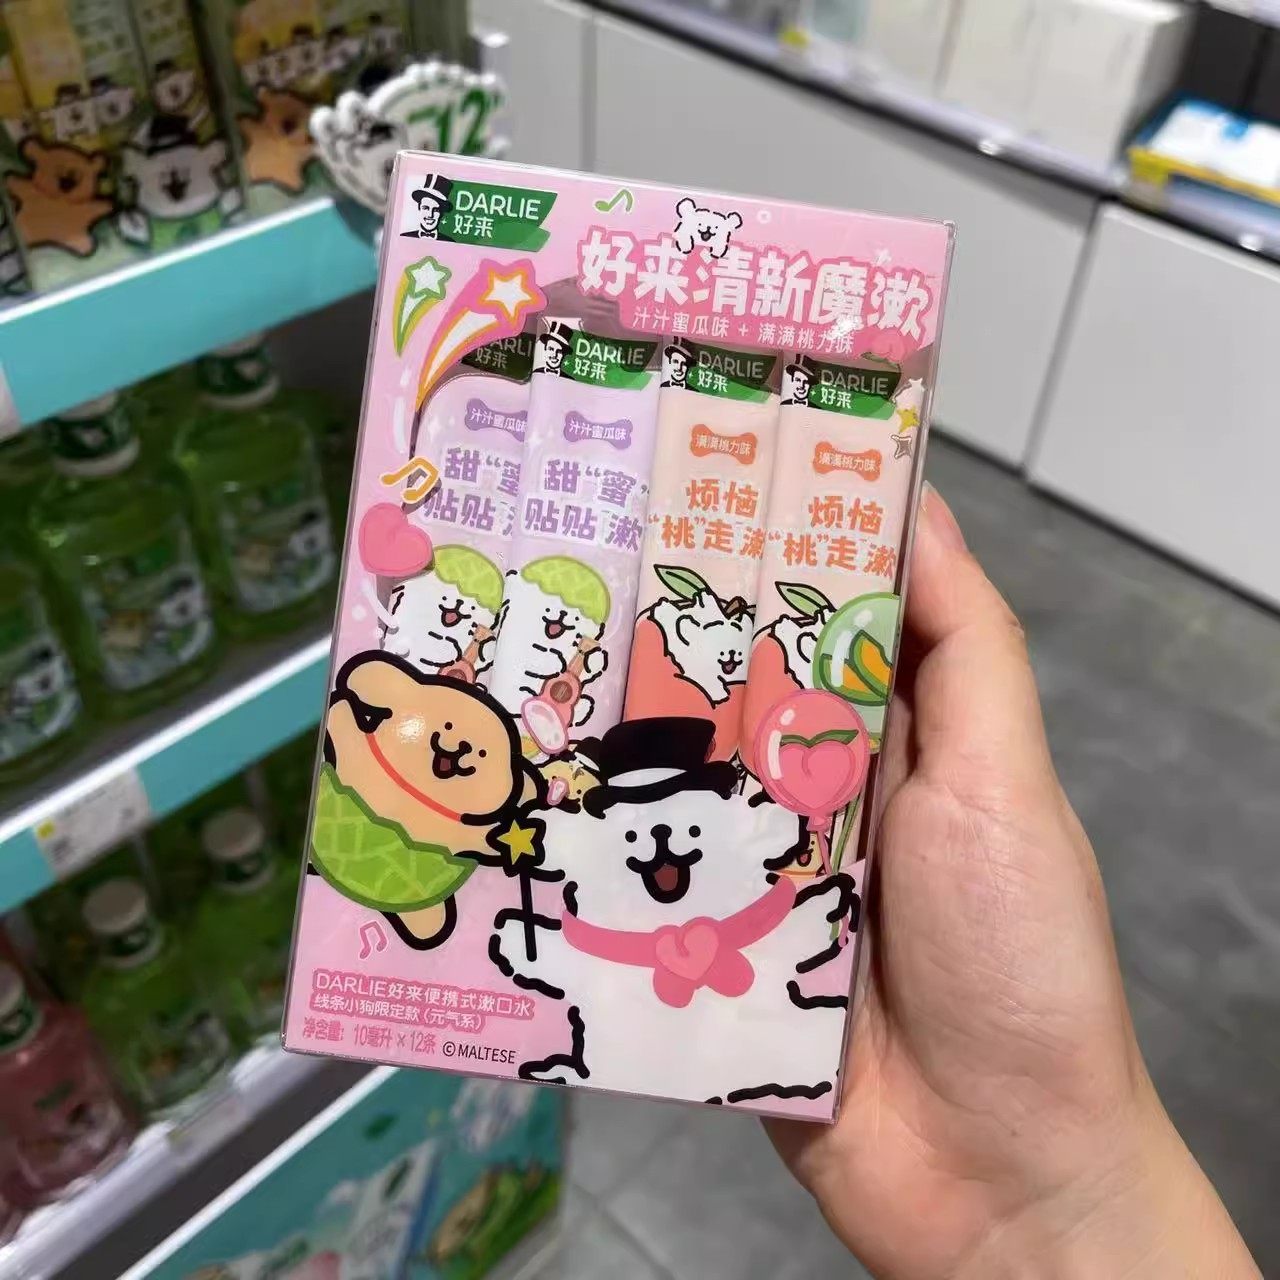 DARLIE
好来
好来清新魔漱
汁汁蜜瓜味 + 满满桃力味
DARLI
好来
DARLIE
好来
DARLIE
好来
DARLIE
好来
汁汁蜜瓜味
甜“蜜
贴贴
汁汁蜜瓜味
甜“蜜”
贴贴 漱
满满桃力味
烦恼
“桃”走漱
满满桃力味
烦恼
“桃”走漱
DARLIE好来便携式漱口水
线条小狗限定款(元气系)
净含量: 10毫升×12条 ©MALTESE